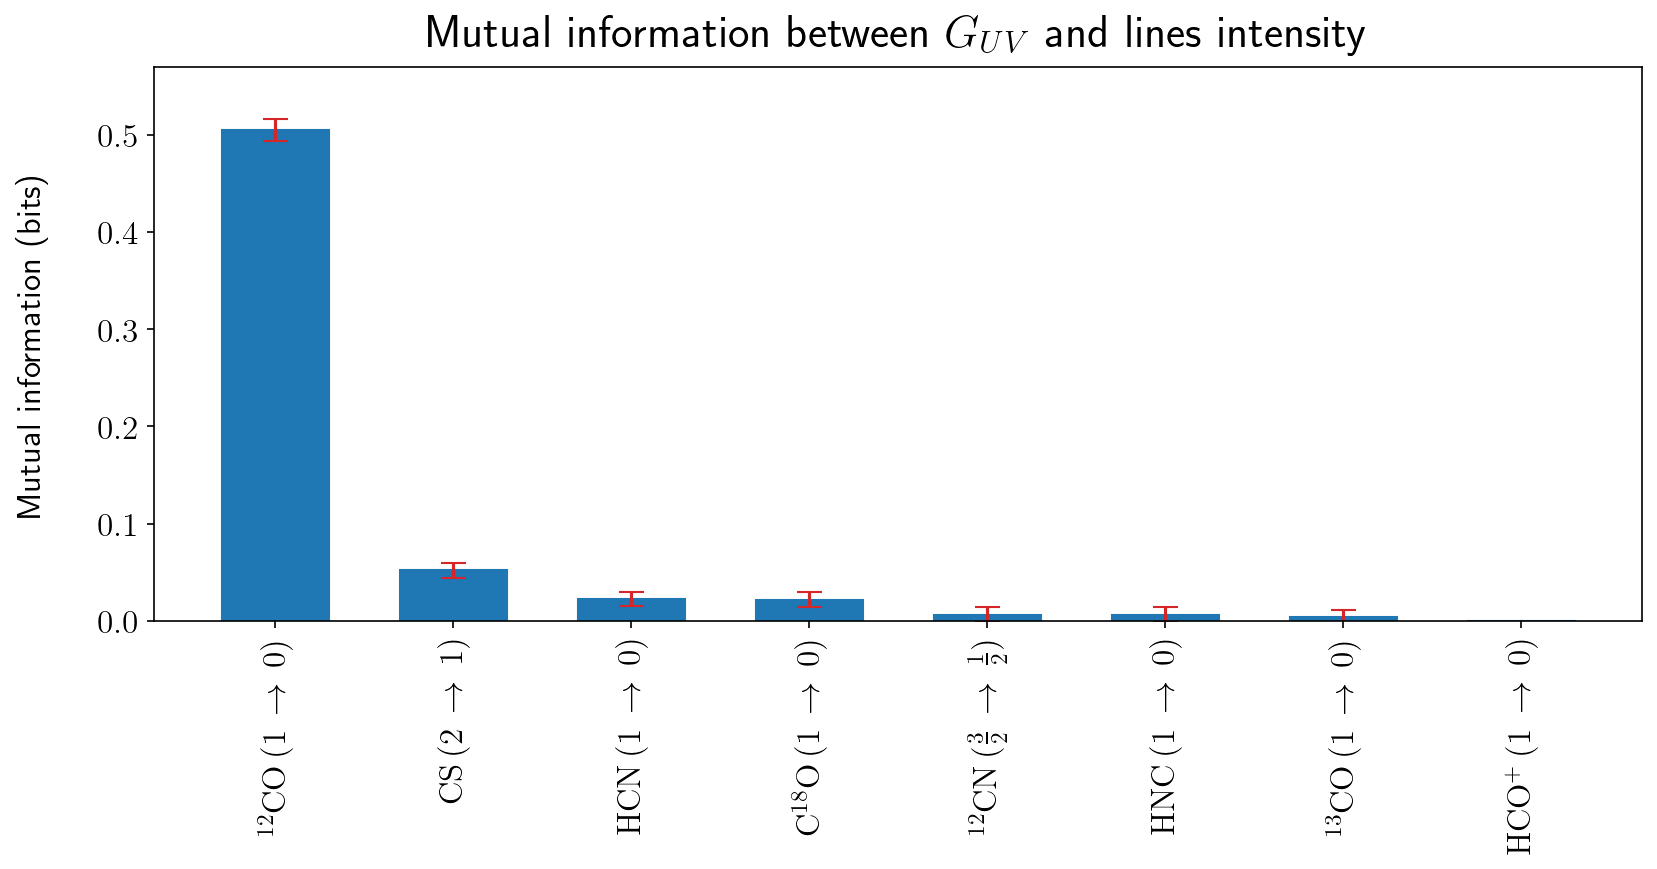 Mutual information between G_UV and lines intensity
Mutual information (bits)
0.5
0.4
0.3
0.2
0.1
0.0
¹²CO (1 → 0)
CS (2 → 1)
HCN (1 → 0)
C¹⁸O (1 → 0)
¹²CN (3/2 → 1/2)
HNC (1 → 0)
¹³CO (1 → 0)
HCO⁺ (1 → 0)